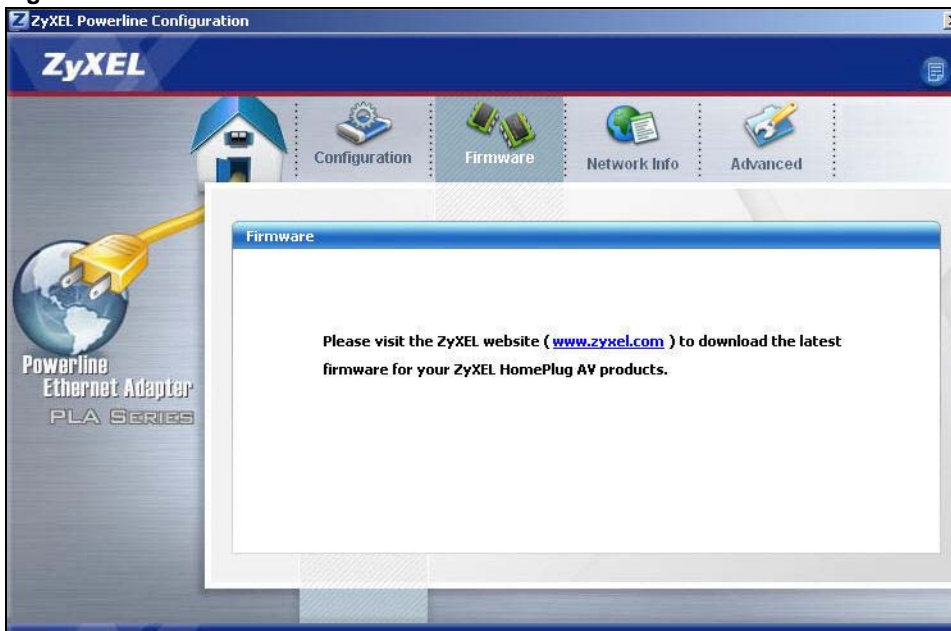 ZyXEL Powerline Configuration
ZyXEL
Configuration
Firmware
Network Info
Advanced
Firmware
Please visit the ZyXEL website ( www.zyxel.com ) to download the latest
firmware for your ZyXEL HomePlug AV products.
Powerline
Ethernet Adapter
PLA SERIES